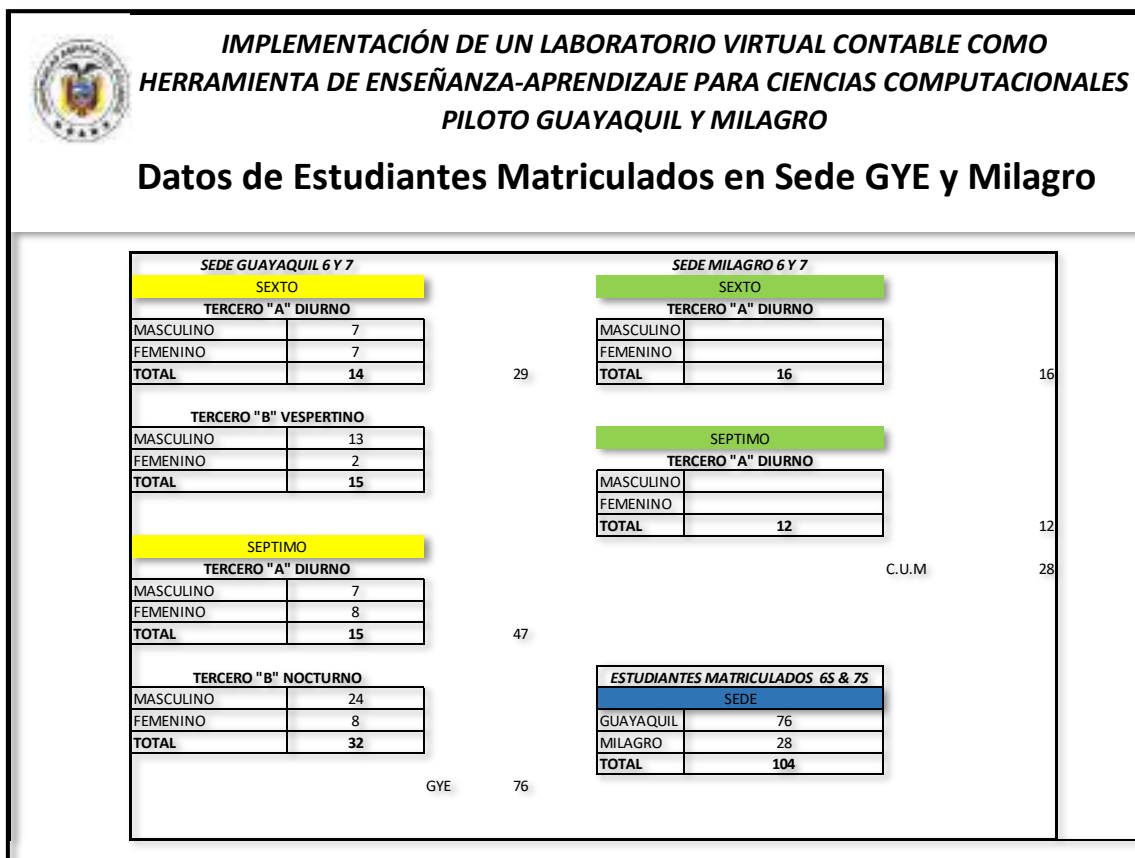 IMPLEMENTACIÓN DE UN LABORATORIO VIRTUAL CONTABLE COMO
HERRAMIENTA DE ENSEÑANZA-APRENDIZAJE PARA CIENCIAS COMPUTACIONALES
PILOTO GUAYAQUIL Y MILAGRO
Datos de Estudiantes Matriculados en Sede GYE y Milagro
SEDE GUAYAQUIL 6 Y 7
SEXTO
TERCERO "A" DIURNO
MASCULINO 7
FEMENINO 7
TOTAL 14 29
TERCERO "B" VESPERTINO
MASCULINO 13
FEMENINO 2
TOTAL 15
SEPTIMO
TERCERO "A" DIURNO
MASCULINO 7
FEMENINO 8
TOTAL 15 47
TERCERO "B" NOCTURNO
MASCULINO 24
FEMENINO 8
TOTAL 32
GYE 76
SEDE MILAGRO 6 Y 7
SEXTO
TERCERO "A" DIURNO
MASCULINO
FEMENINO
TOTAL 16 16
SEPTIMO
TERCERO "A" DIURNO
MASCULINO
FEMENINO
TOTAL 12 12
C.U.M 28
ESTUDIANTES MATRICULADOS 6S & 7S
SEDE
GUAYAQUIL 76
MILAGRO 28
TOTAL 104